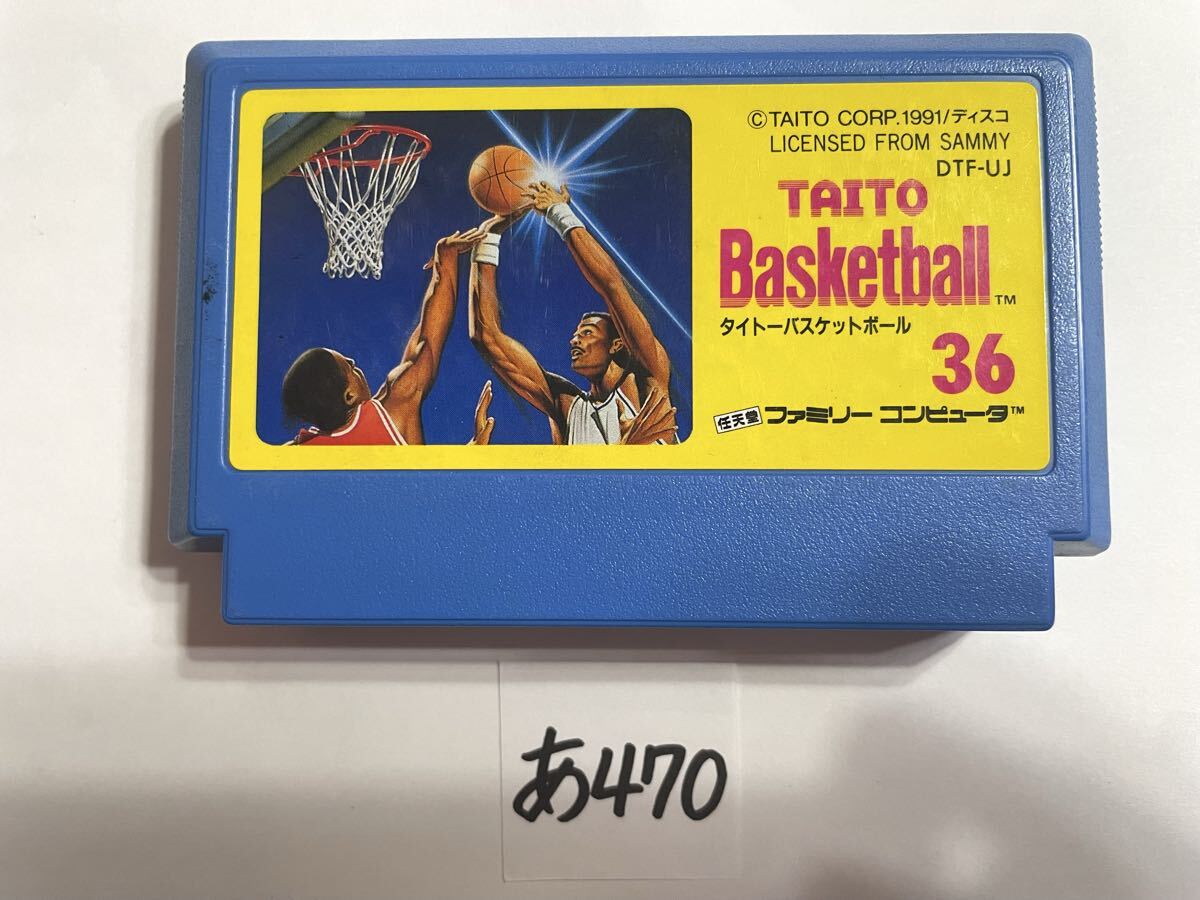 ©TAITO CORP.1991/ディスコ
LICENSED FROM SAMMY
DTF-UJ
TAITO
Basketball™
タイトーバスケットボール
36
任天堂 ファミリーコンピュータ™
あ470